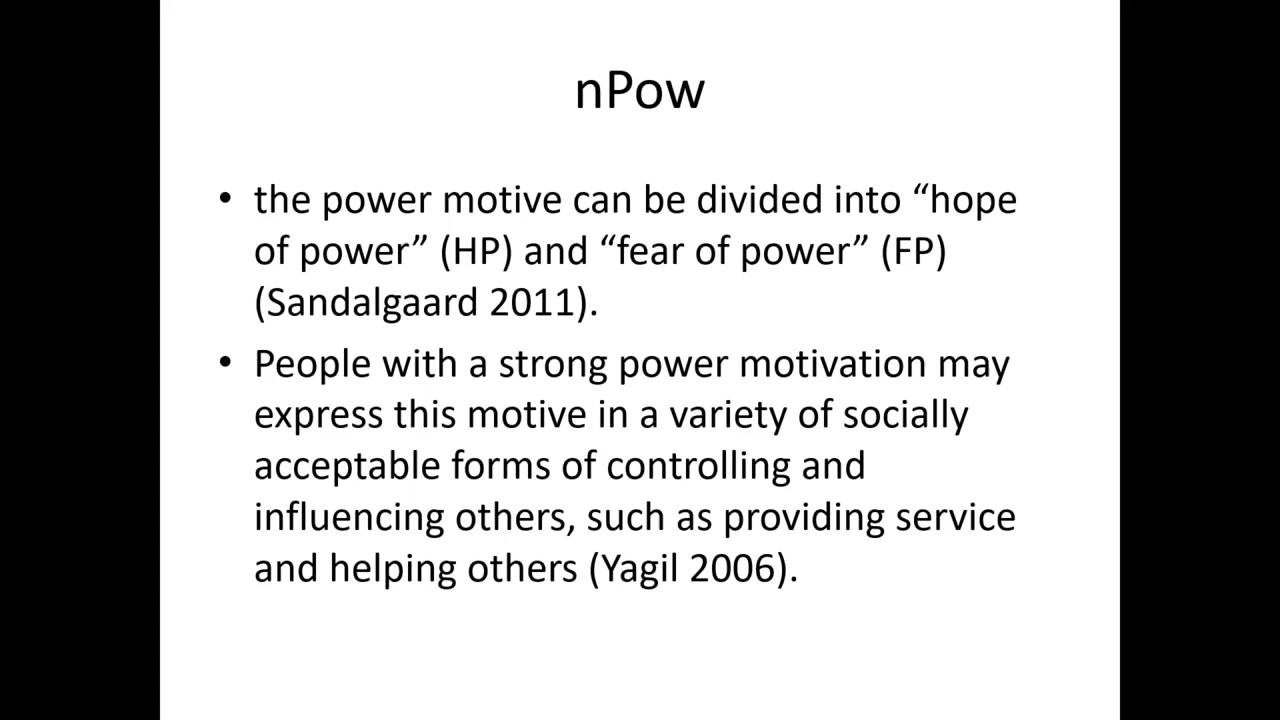 nPow
• the power motive can be divided into “hope
of power” (HP) and “fear of power” (FP)
(Sandalgaard 2011).
• People with a strong power motivation may
express this motive in a variety of socially
acceptable forms of controlling and
influencing others, such as providing service
and helping others (Yagil 2006).